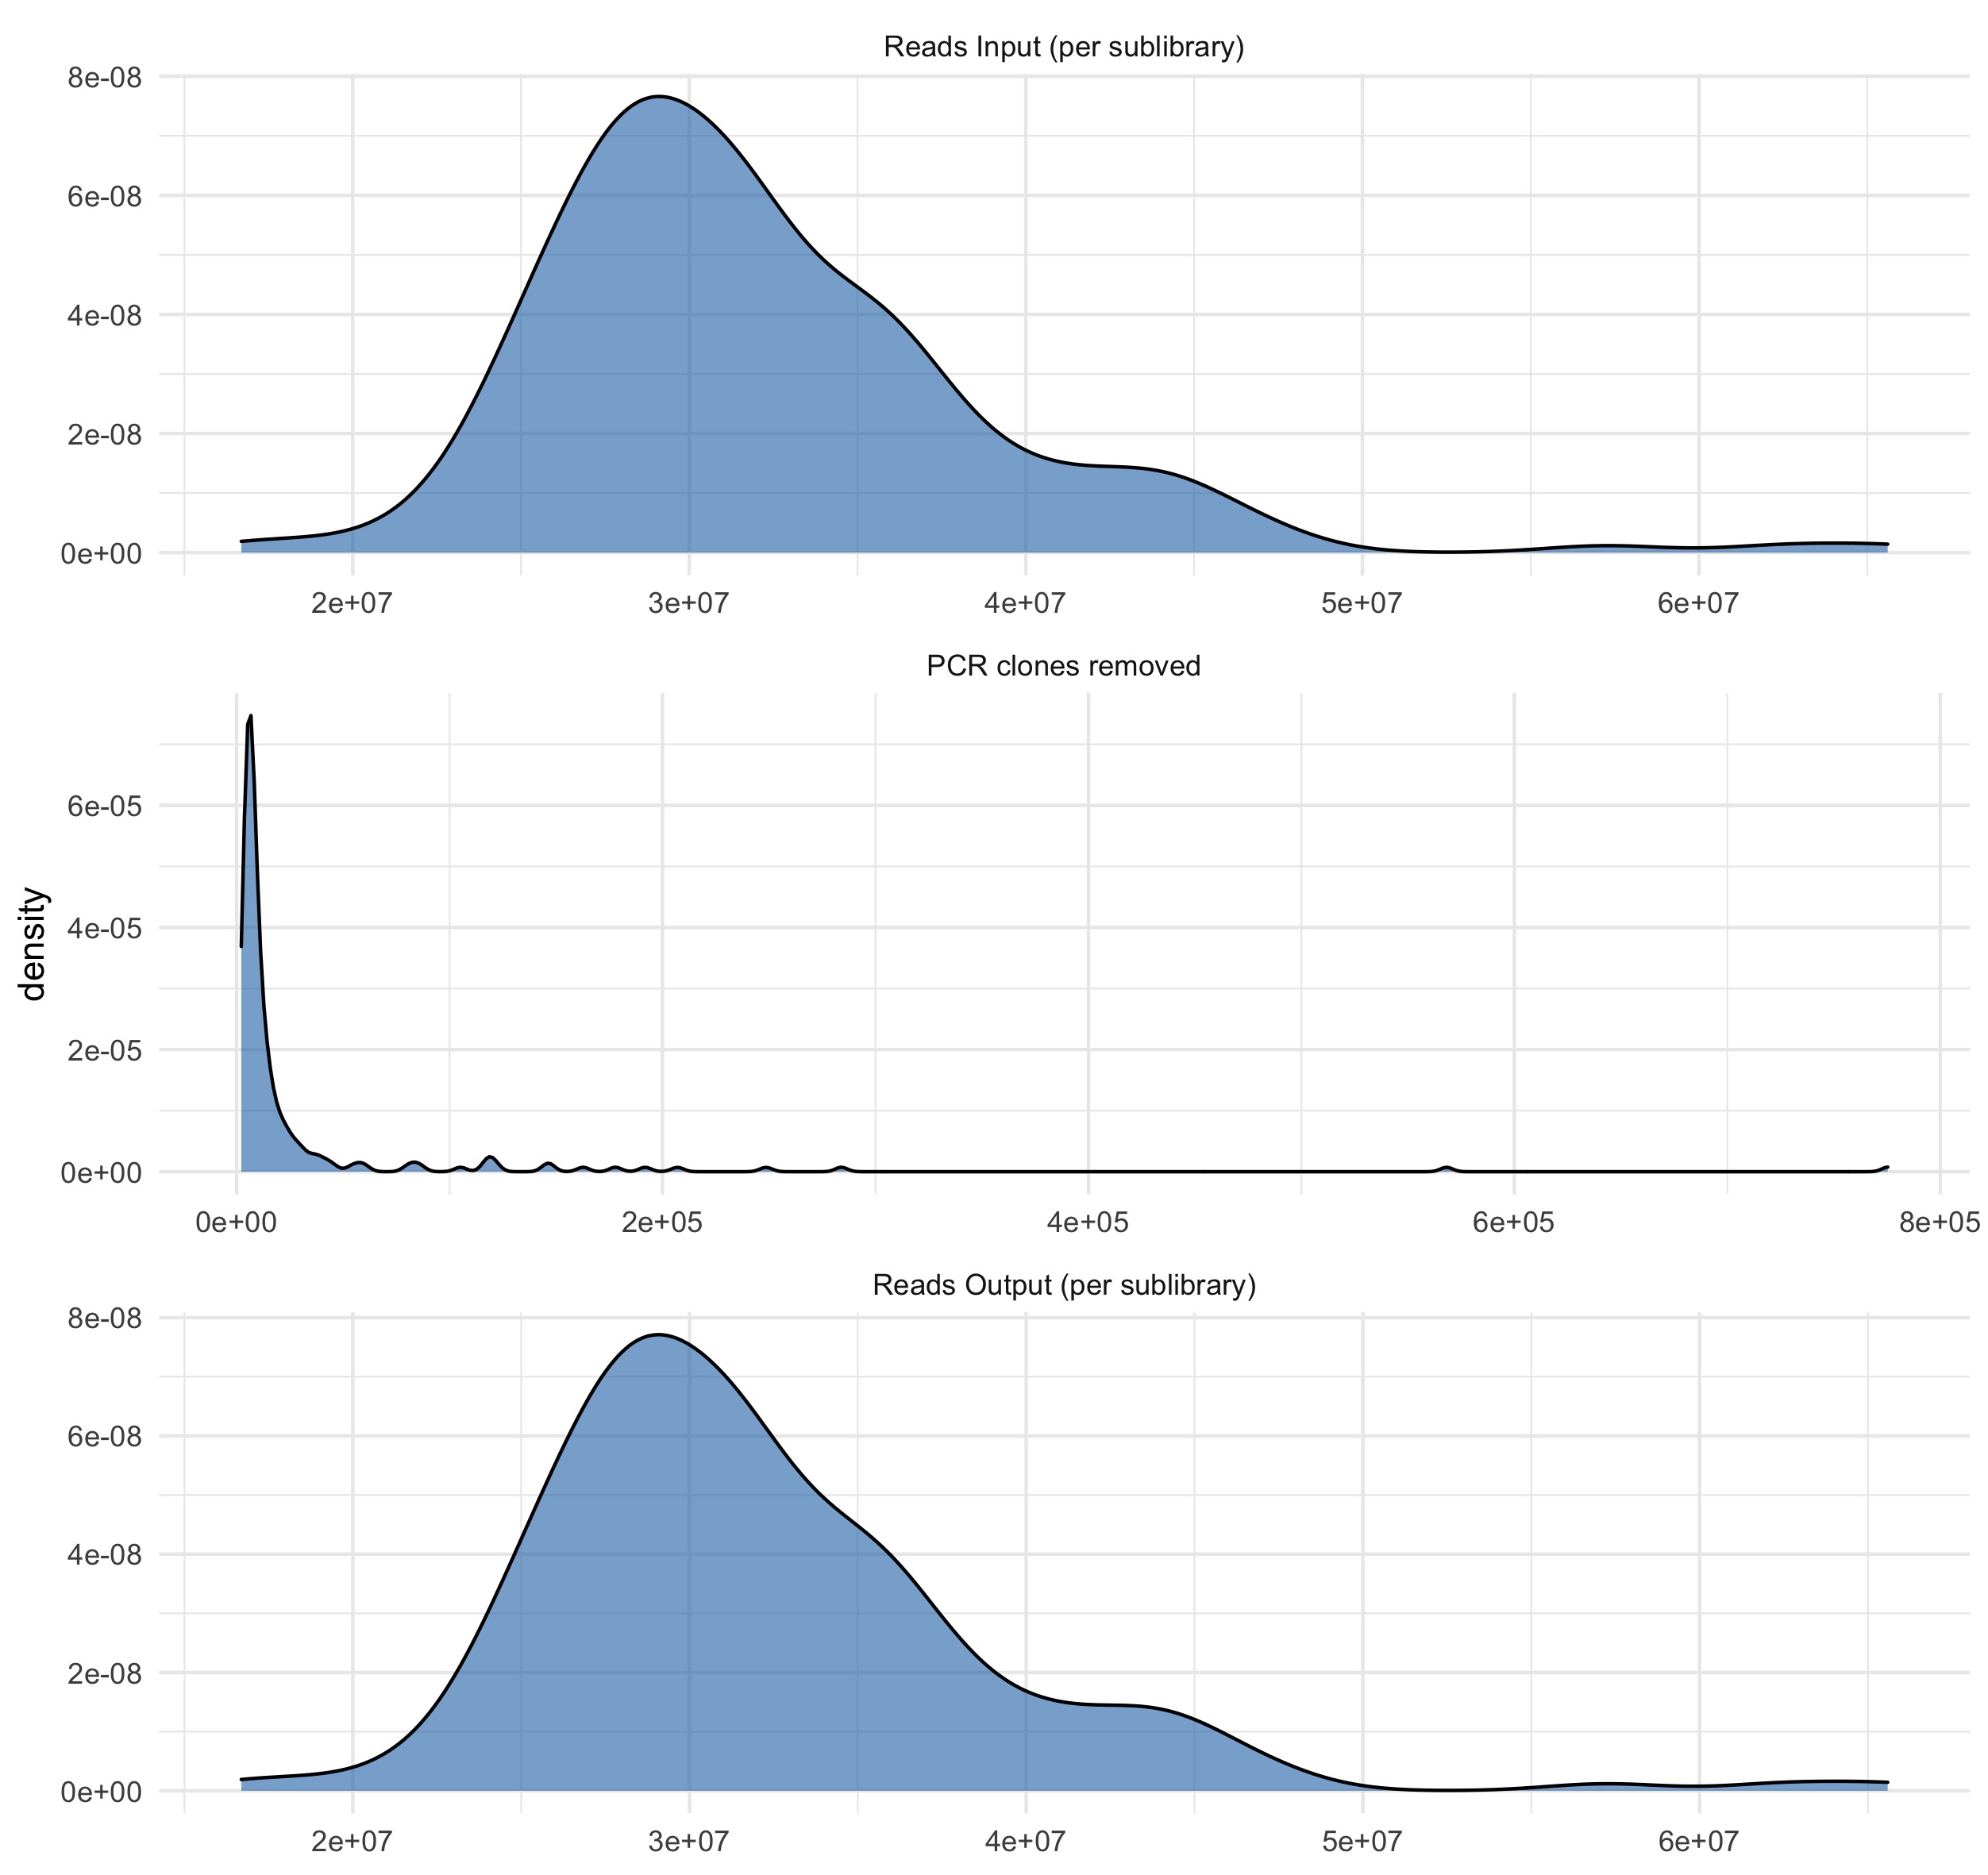 Reads Input (per sublibrary)
8e-08
6e-08
4e-08
2e-08
0e+00
2e+07 3e+07 4e+07 5e+07 6e+07
PCR clones removed
density
6e-05
4e-05
2e-05
0e+00
0e+00 2e+05 4e+05 6e+05 8e+05
Reads Output (per sublibrary)
8e-08
6e-08
4e-08
2e-08
0e+00
2e+07 3e+07 4e+07 5e+07 6e+07